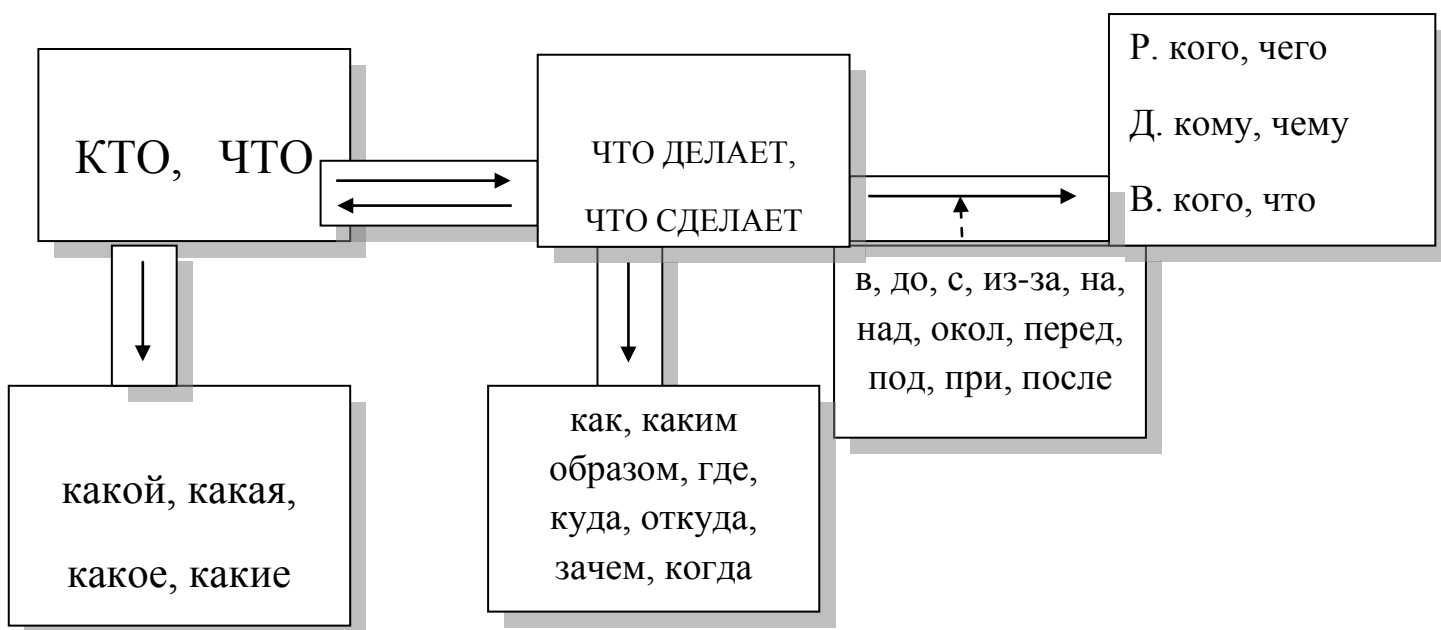 КТО, ЧТО
ЧТО ДЕЛАЕТ,
ЧТО СДЕЛАЕТ
Р. кого, чего
Д. кому, чему
В. кого, что
в, до, с, из-за, на,
над, окол, перед,
под, при, после
какой, какая,
какое, какие
как, каким
образом, где,
куда, откуда,
зачем, когда